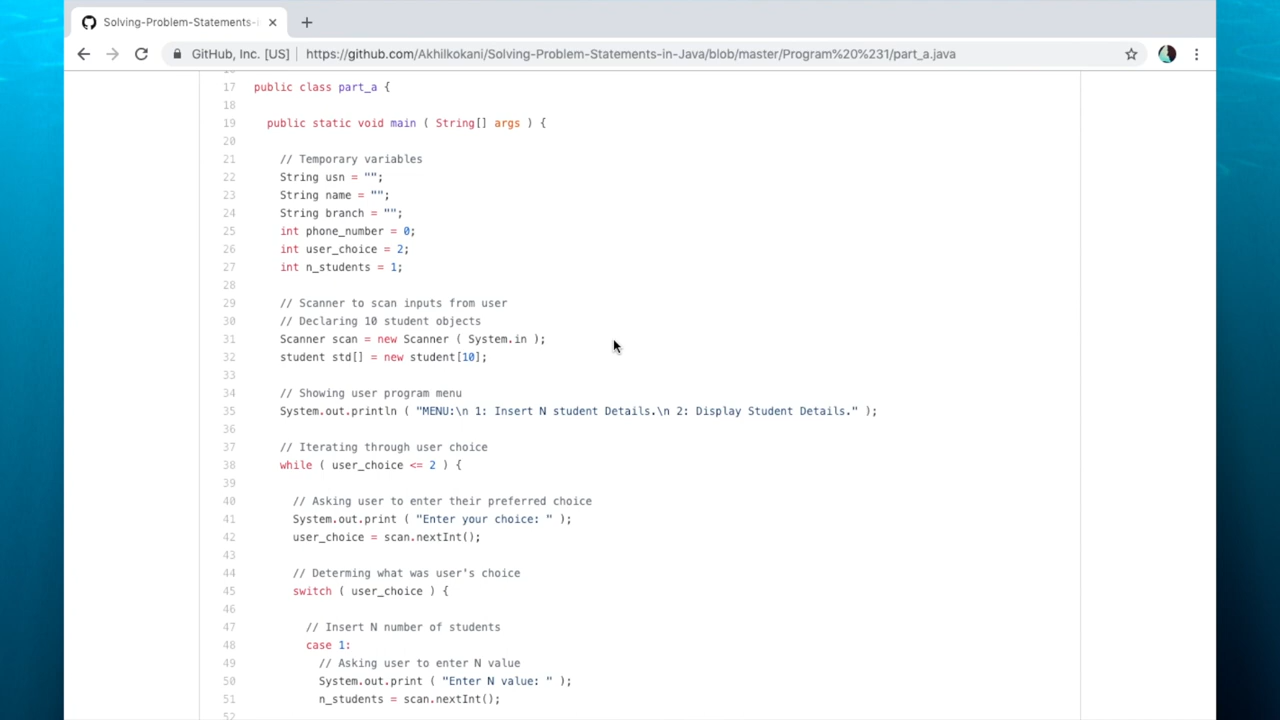 Solving-Problem-Statements-
GitHub, Inc. [US] https://github.com/Akhilkokani/Solving-Problem-Statements-in-Java/blob/master/Program%20%231/part_a.java
17 public class part_a {
18
19 public static void main ( String[] args ) {
20
21 // Temporary variables
22 String usn = "";
23 String name = "";
24 String branch = "";
25 int phone_number = 0;
26 int user_choice = 2;
27 int n_students = 1;
28
29 // Scanner to scan inputs from user
30 // Declaring 10 student objects
31 Scanner scan = new Scanner ( System.in );
32 student std[] = new student[10];
33
34 // Showing user program menu
35 System.out.println ( "MENU:\n 1: Insert N student Details.\n 2: Display Student Details." );
36
37 // Iterating through user choice
38 while ( user_choice <= 2 ) {
39
40 // Asking user to enter their preferred choice
41 System.out.print ( "Enter your choice: " );
42 user_choice = scan.nextInt();
43
44 // Determing what was user's choice
45 switch ( user_choice ) {
46
47 // Insert N number of students
48 case 1:
49 // Asking user to enter N value
50 System.out.print ( "Enter N value: " );
51 n_students = scan.nextInt();
52